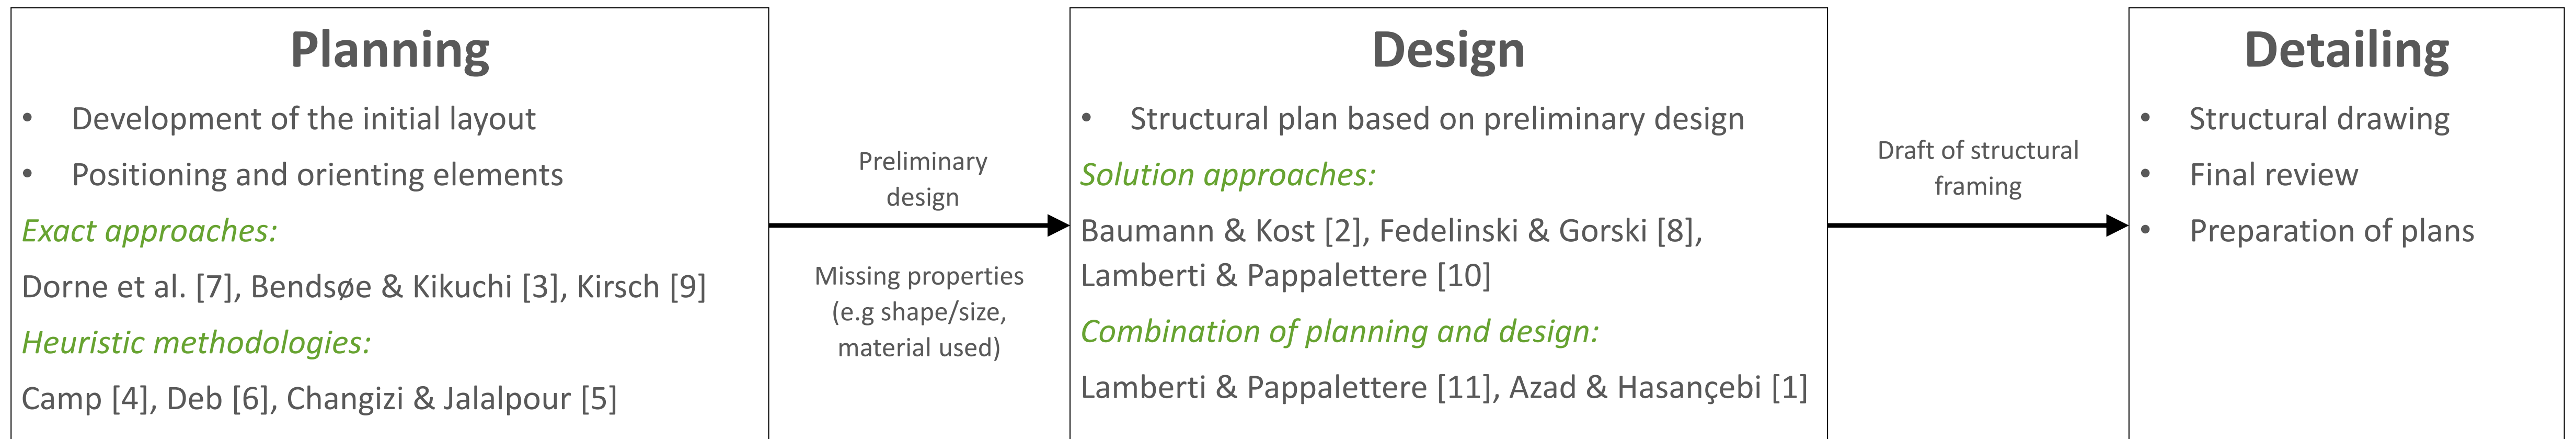 Planning
• Development of the initial layout
• Positioning and orienting elements
Exact approaches:
Dorne et al. [7], Bendsøe & Kikuchi [3], Kirsch [9]
Heuristic methodologies:
Camp [4], Deb [6], Changizi & Jalalpour [5]
Preliminary
design
Missing properties
(e.g shape/size,
material used)
Design
• Structural plan based on preliminary design
Solution approaches:
Baumann & Kost [2], Fedelinski & Gorski [8],
Lamberti & Pappalettere [10]
Combination of planning and design:
Lamberti & Pappalettere [11], Azad & Hasançebi [1]
Draft of structural
framing
Detailing
• Structural drawing
• Final review
• Preparation of plans